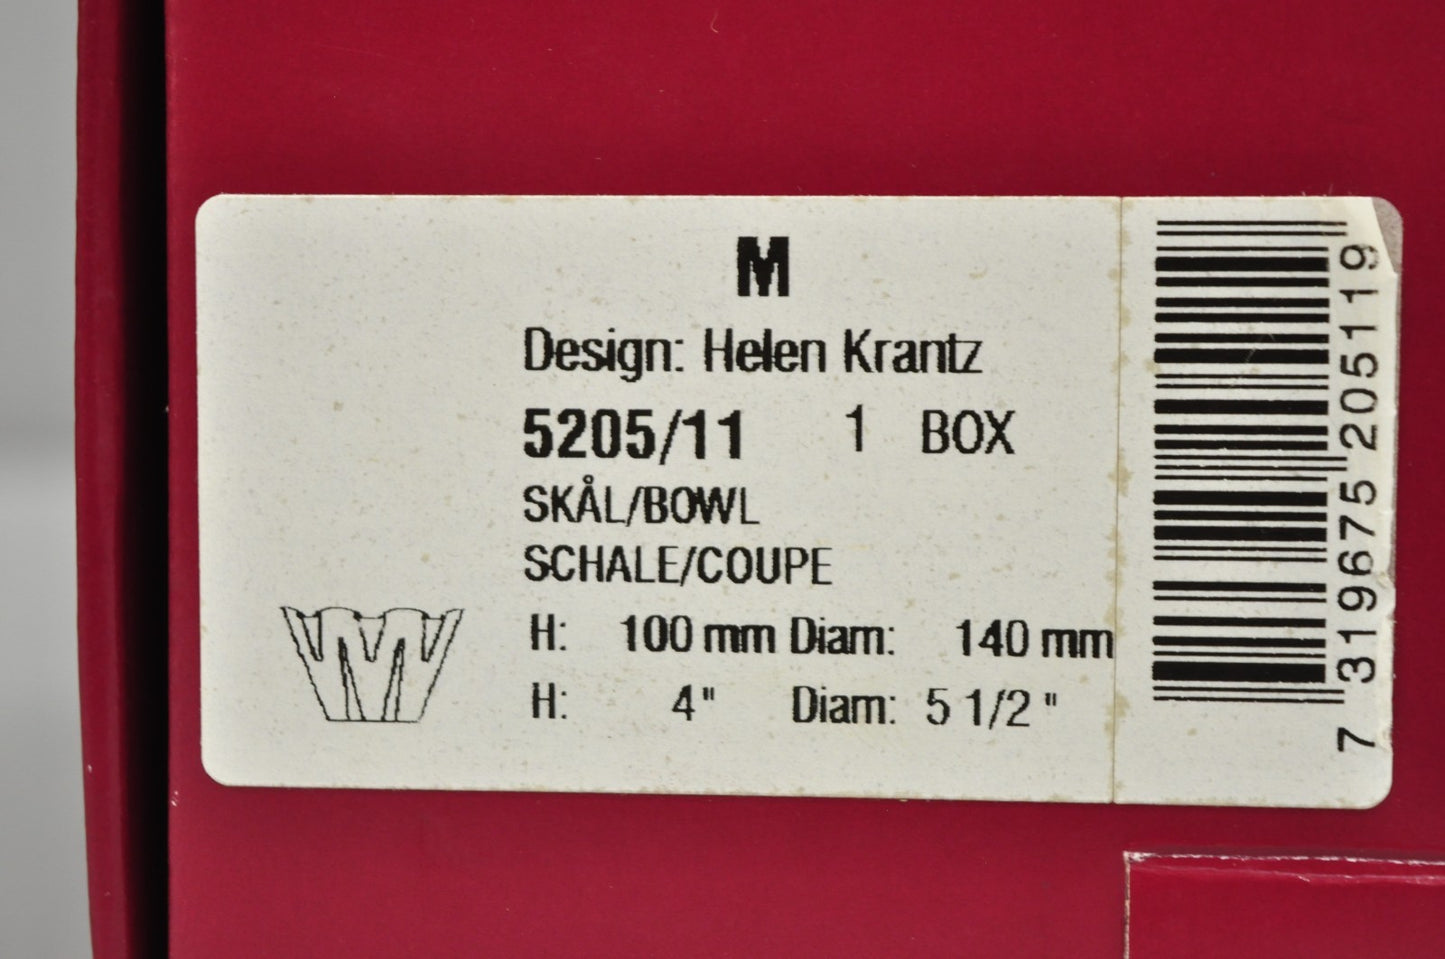 M
Design: Helen Krantz
5205/11 1 BOX
SKÅL/BOWL
SCHALE/COUPE
H: 100 mm Diam: 140 mm
H: 4" Diam: 5 1/2 "
7 319675 205119